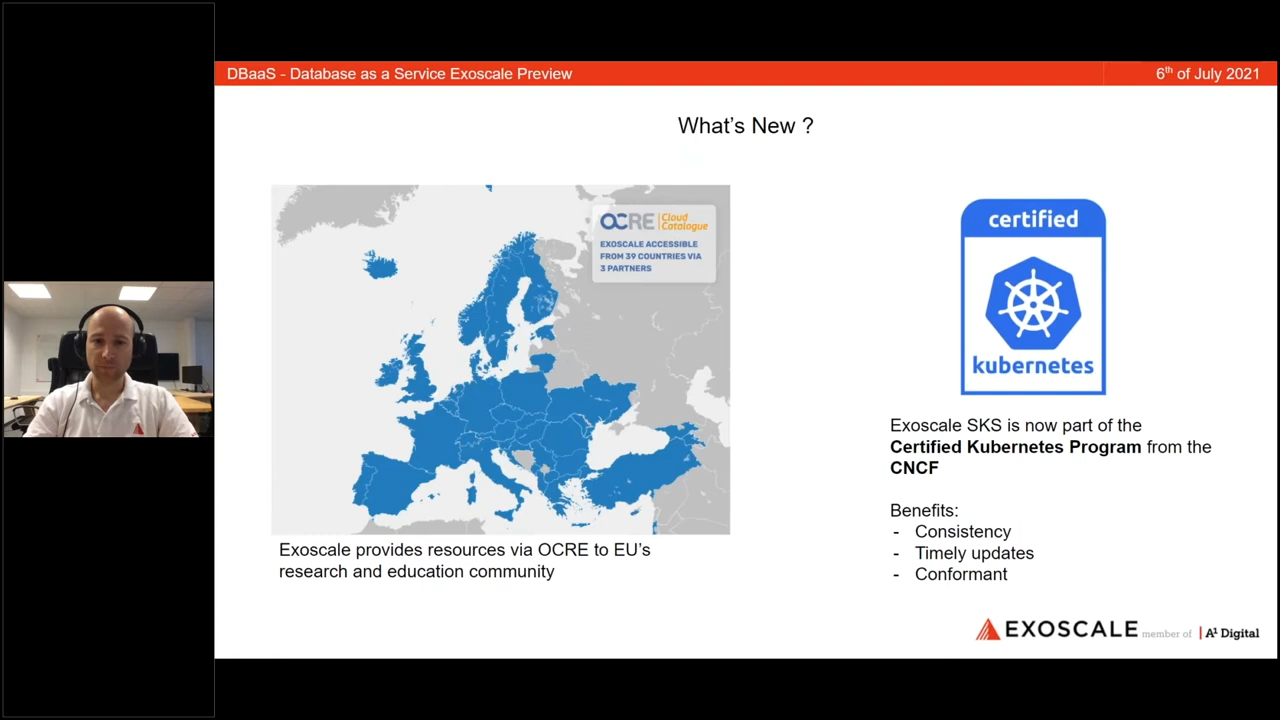 DBaaS - Database as a Service Exoscale Preview
6th of July 2021
What's New ?
OCRE Cloud Catalogue
EXOSCALE ACCESSIBLE
FROM 39 COUNTRIES VIA
3 PARTNERS
Exoscale provides resources via OCRE to EU's
research and education community
certified
kubernetes
Exoscale SKS is now part of the
Certified Kubernetes Program from the
CNCF
Benefits:
- Consistency
- Timely updates
- Conformant
EXOSCALE member of | A1 Digital